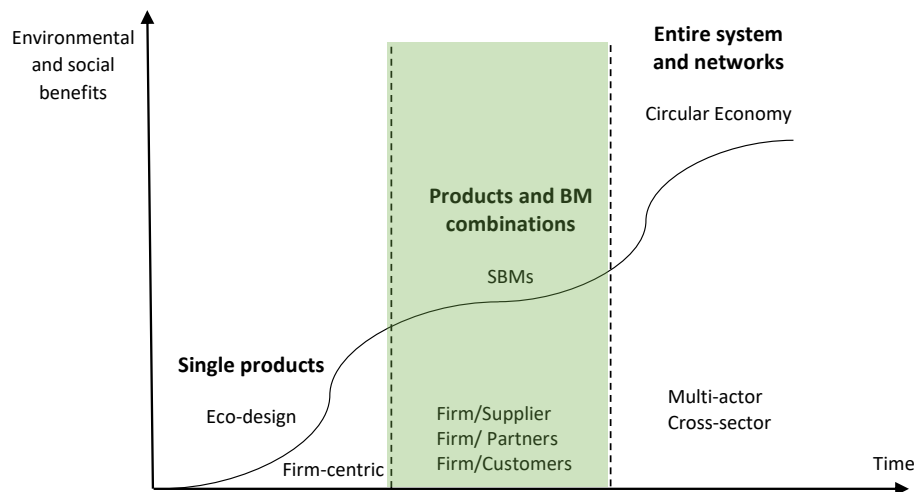 Environmental
and social
benefits
Entire system
and networks
Circular Economy
Products and BM
combinations
SBMs
Single products
Eco-design
Firm-centric
Firm/Supplier
Firm/ Partners
Firm/Customers
Multi-actor
Cross-sector
Time